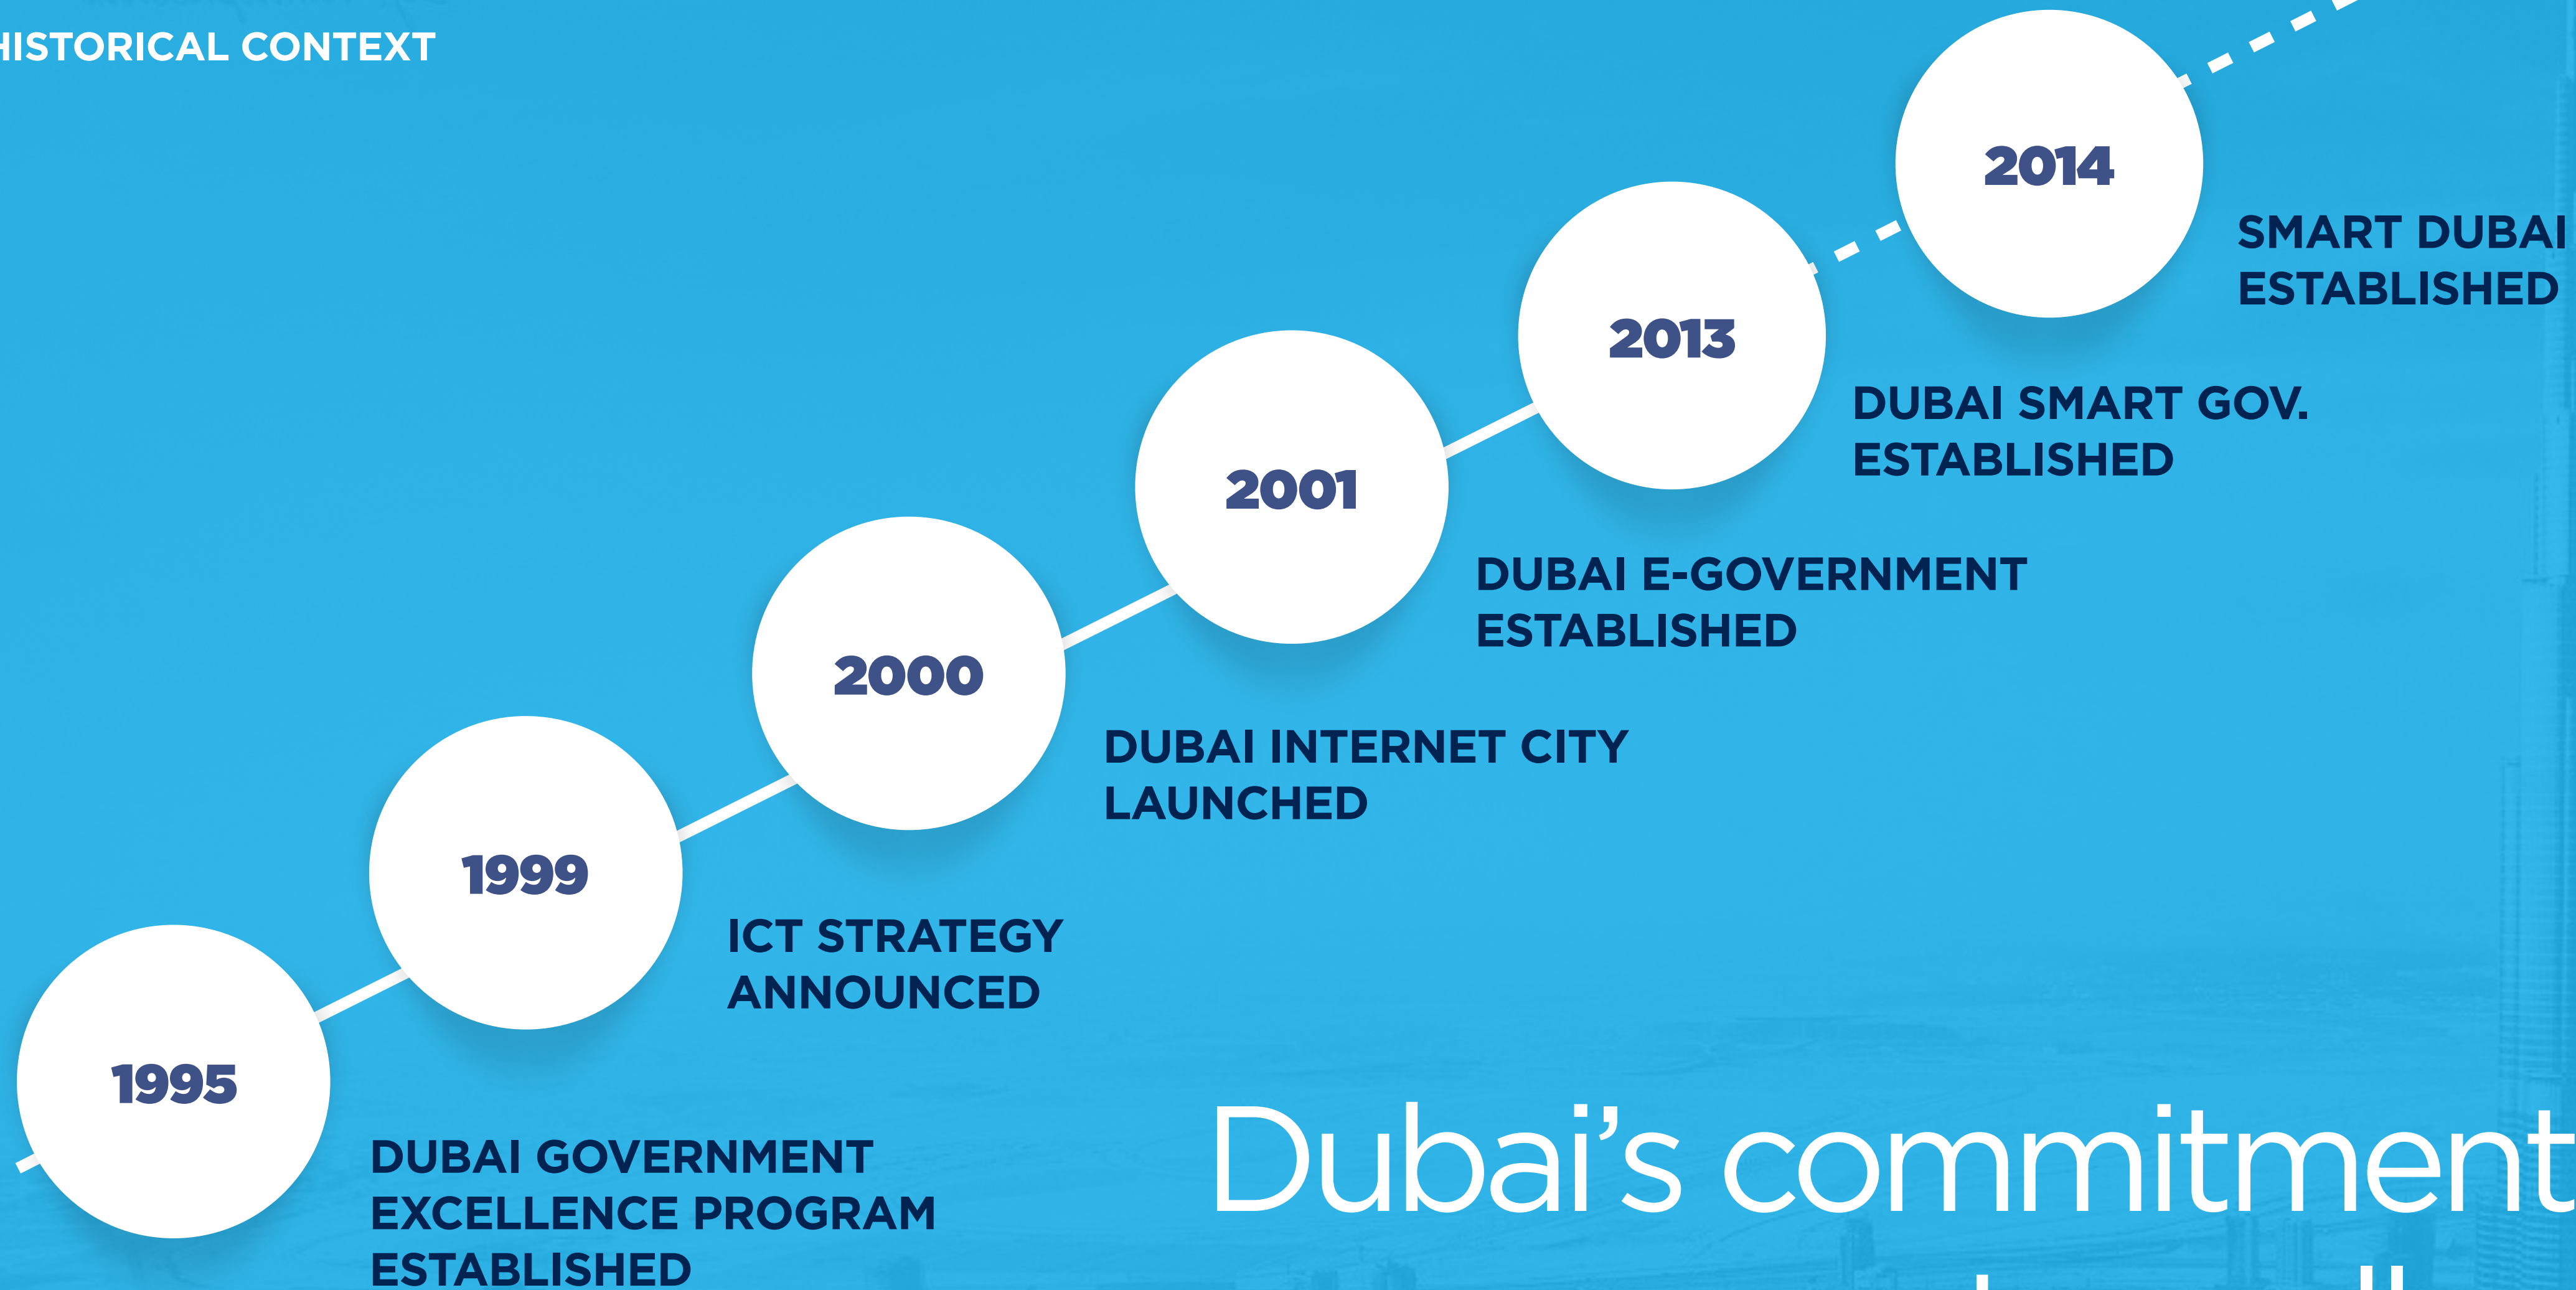 HISTORICAL CONTEXT
2014
SMART DUBAI
ESTABLISHED
2013
DUBAI SMART GOV.
ESTABLISHED
2001
DUBAI E-GOVERNMENT
ESTABLISHED
2000
DUBAI INTERNET CITY
LAUNCHED
1999
ICT STRATEGY
ANNOUNCED
1995
DUBAI GOVERNMENT
EXCELLENCE PROGRAM
ESTABLISHED
Dubai’s commitment